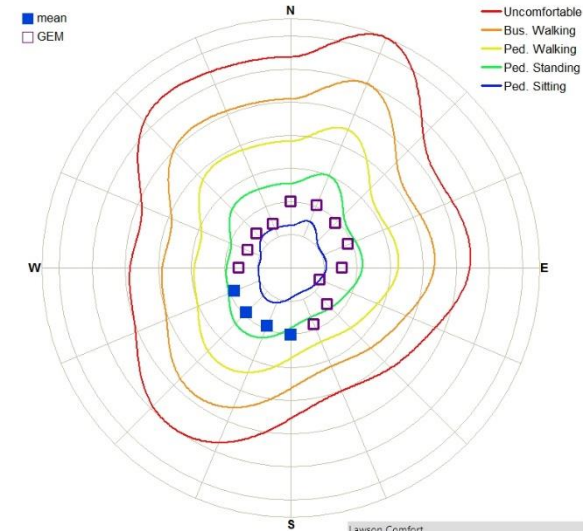 N
mean
GEM
Uncomfortable
Bus. Walking
Ped. Walking
Ped. Standing
Ped. Sitting
W
E
S
Lawson Comfort